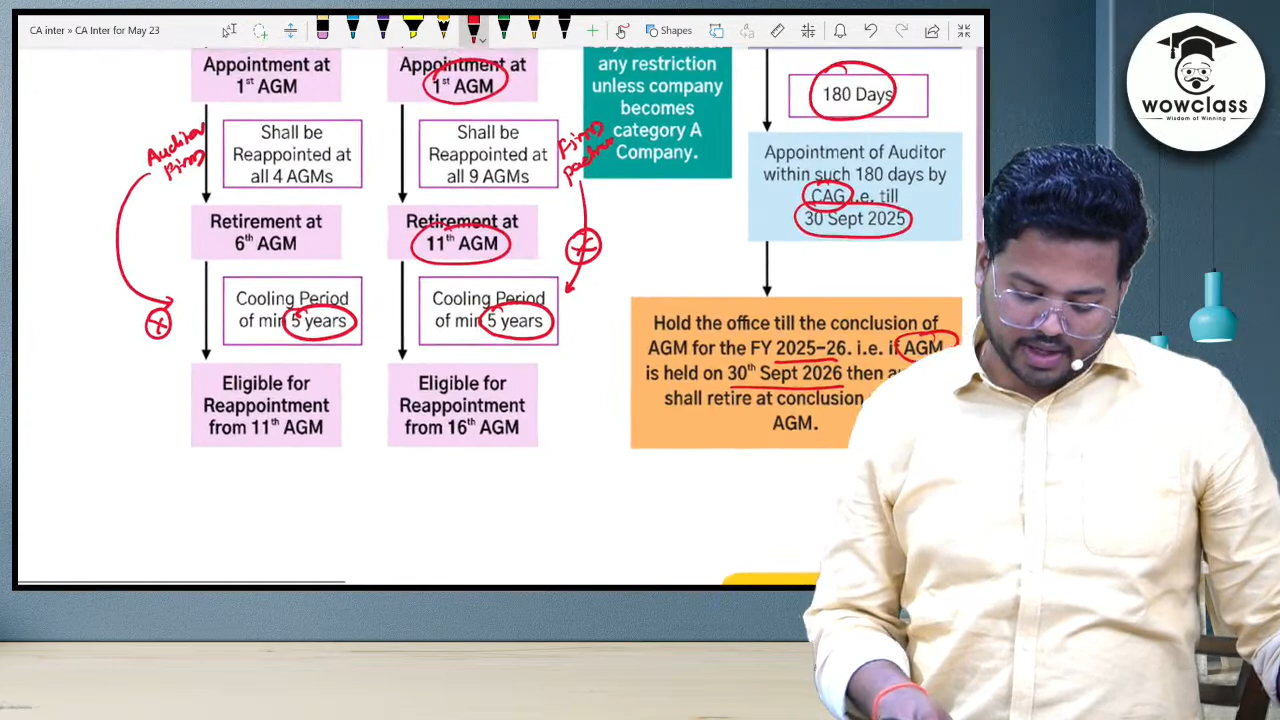 CA inter » CA Inter for May 23
Shapes
wowclass
Wisdom of Winning
Appointment at
1st AGM
Auditor
Firm
Shall be
Reappointed at
all 4 AGMs
Retirement at
6th AGM
Cooling Period
of min 5 years
Eligible for
Reappointment
from 11th AGM
Appointment at
1st AGM
Shall be
Reappointed at
all 9 AGMs
Firm
Retirement at
11th AGM
Cooling Period
of min 5 years
Eligible for
Reappointment
from 16th AGM
any restriction
unless company
becomes
category A
Company.
180 Days
Appointment of Auditor
within such 180 days by
CAG i.e. till
30 Sept 2025
Hold the office till the conclusion of
AGM for the FY 2025-26. i.e. if AGM
is held on 30th Sept 2026 then
shall retire at conclusion
AGM.